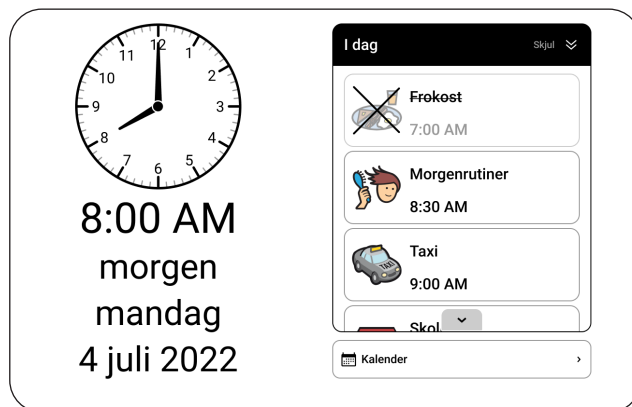 12
1
2
3
4
5
6
7
8
9
10
11
8:00 AM
morgen
mandag
4 juli 2022
I dag
Skjul
Frokost
7:00 AM
Morgenrutiner
8:30 AM
TAXI
Taxi
9:00 AM
Kalender